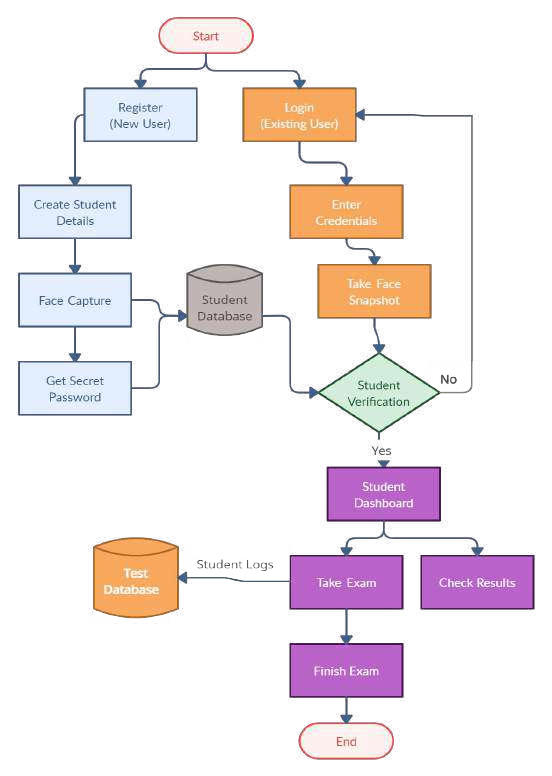 Start
Register
(New User)
Login
(Existing User)
Create Student
Details
Enter
Credentials
Face Capture
Student
Database
Take Face
Snapshot
Get Secret
Password
Student
Verification
No
Yes
Student
Dashboard
Test
Database
Student Logs
Take Exam
Check Results
Finish Exam
End